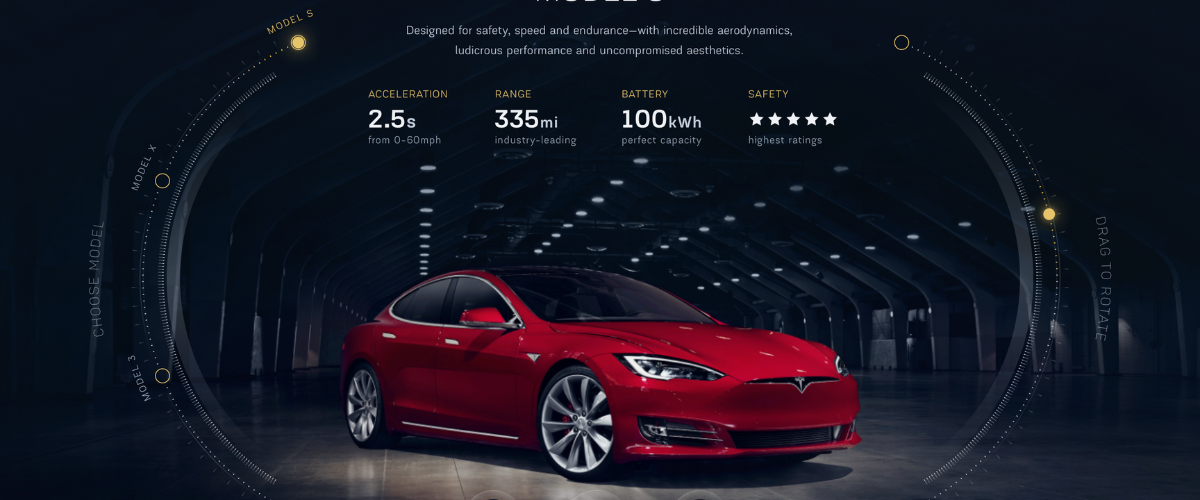 MODEL S
MODEL S
Designed for safety, speed and endurance—with incredible aerodynamics,
ludicrous performance and uncompromised aesthetics.
ACCELERATION
2.5s
from 0-60mph
RANGE
335mi
industry-leading
BATTERY
100kWh
perfect capacity
SAFETY
★★★★★
highest ratings
MODEL X
CHOOSE MODEL
MODEL 3
DRAG TO ROTATE